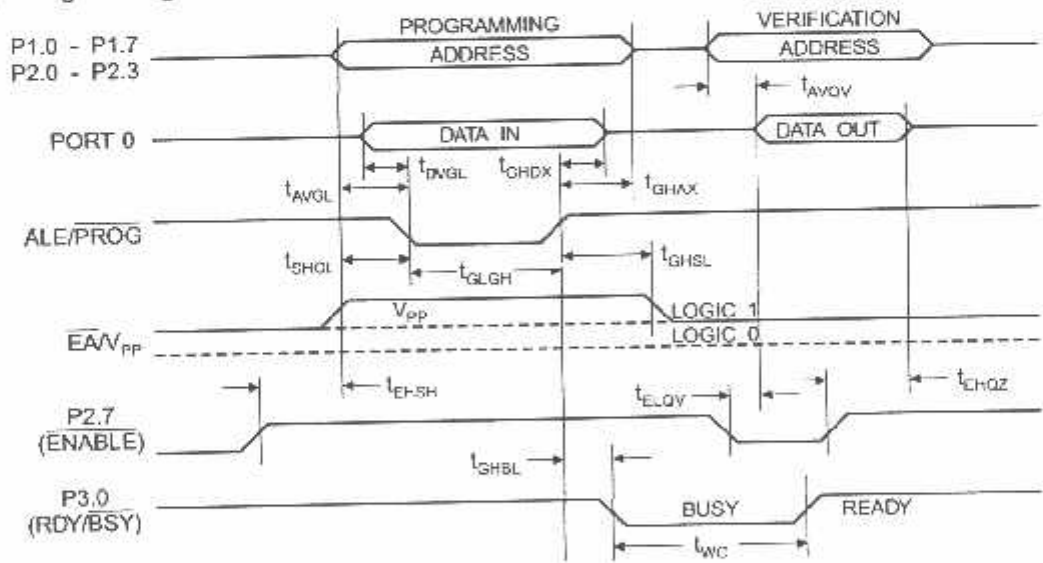 PROGRAMMING
VERIFICATION
P1.0 - P1.7
P2.0 - P2.3
ADDRESS
ADDRESS
tAVQV
PORT 0
DATA IN
DATA OUT
tDVGL
tGHDX
tAVGL
tGHAX
ALE/PROG
tSHGL
tGLGH
tGHSL
VPP
LOGIC 1
EA/VPP
LOGIC 0
tEHSH
tELQV
tEHQZ
P2.7
(ENABLE)
tGHBL
P3.0
(RDY/BSY)
BUSY
READY
tWC